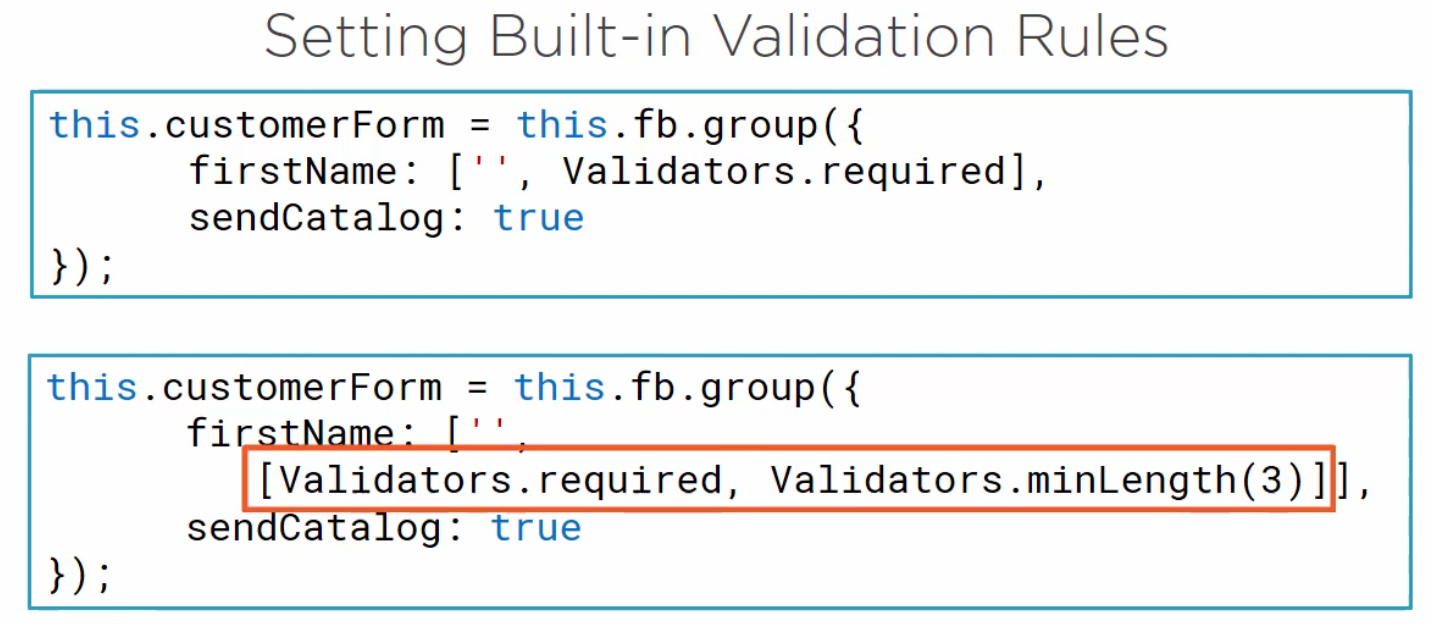 Setting Built-in Validation Rules
this.customerForm = this.fb.group({
firstName: ['', Validators.required],
sendCatalog: true
});
this.customerForm = this.fb.group({
firstName: ['',
[Validators.required, Validators.minLength(3)]],
sendCatalog: true
});